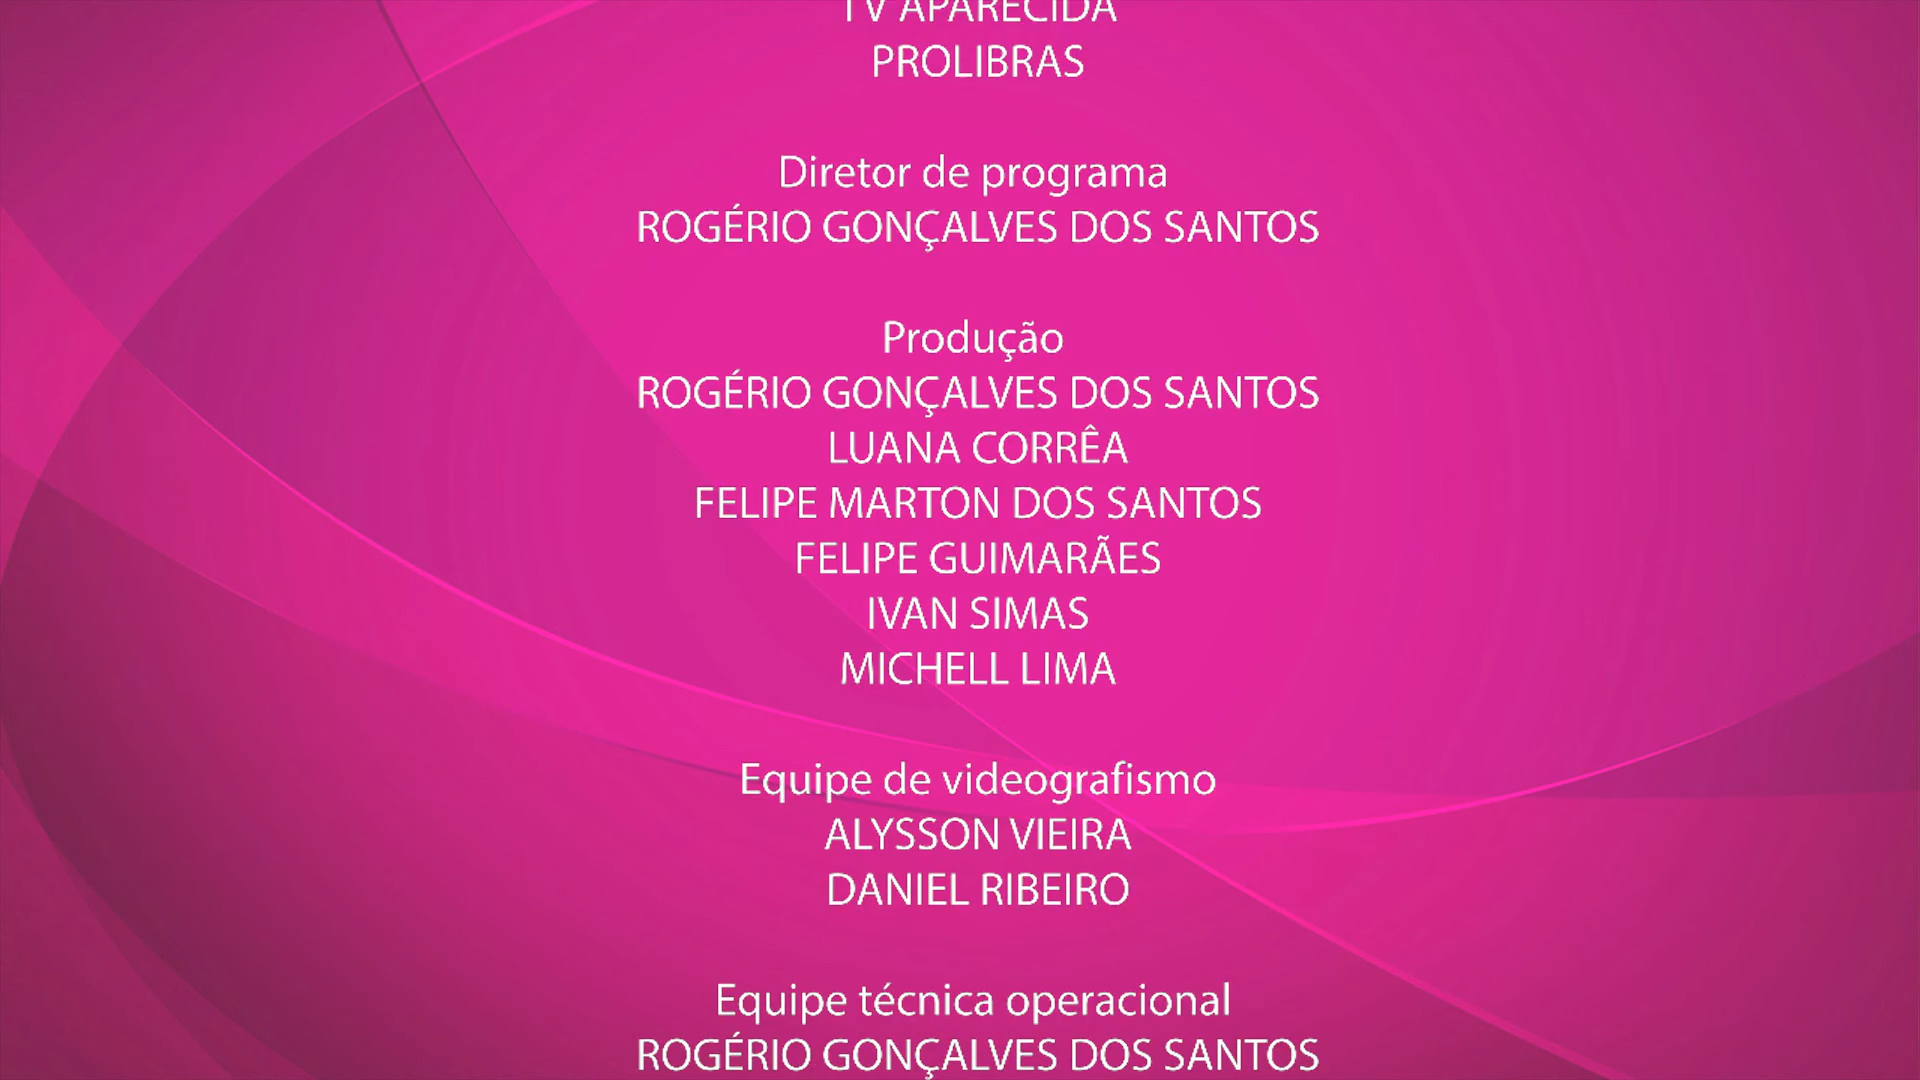 TV APARECIDA
PROLIBRAS
Diretor de programa
ROGÉRIO GONÇALVES DOS SANTOS
Produção
ROGÉRIO GONÇALVES DOS SANTOS
LUANA CORRÊA
FELIPE MARTON DOS SANTOS
FELIPE GUIMARÃES
IVAN SIMAS
MICHELL LIMA
Equipe de videografismo
ALYSSON VIEIRA
DANIEL RIBEIRO
Equipe técnica operacional
ROGÉRIO GONÇALVES DOS SANTOS